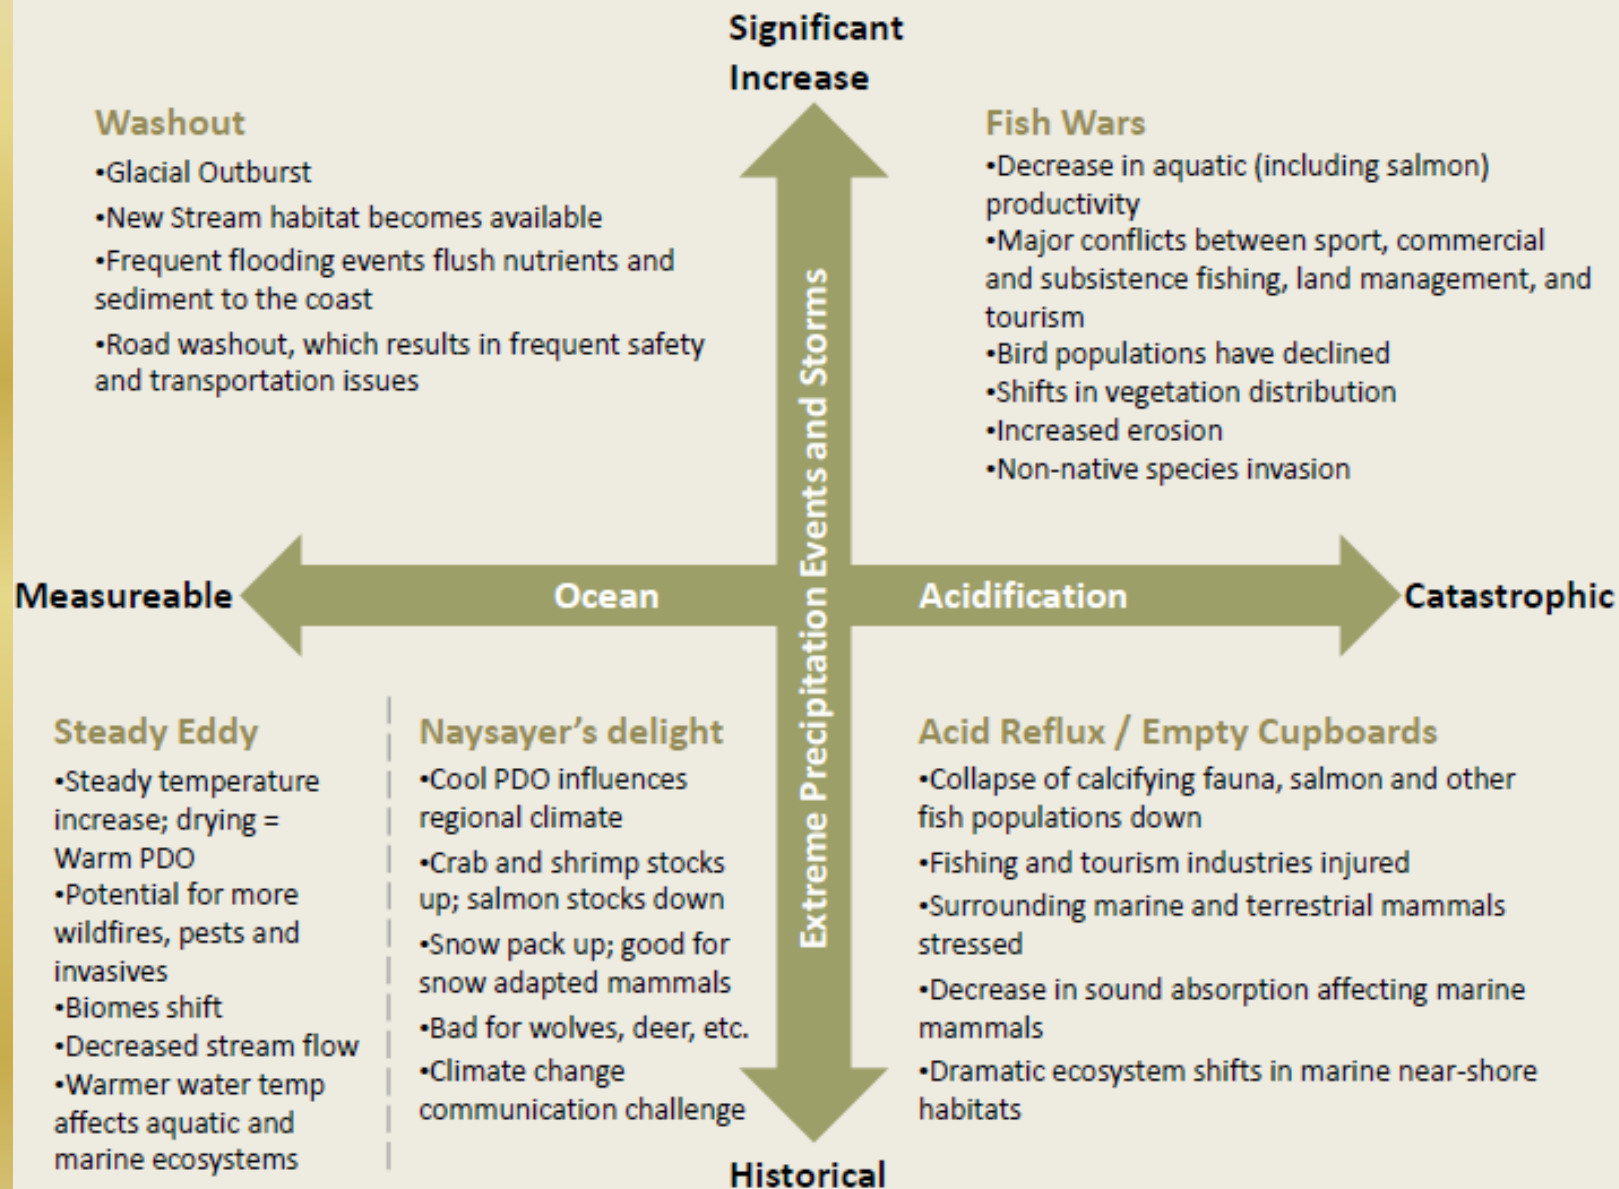 Significant
Increase
Washout
•Glacial Outburst
•New Stream habitat becomes available
•Frequent flooding events flush nutrients and
sediment to the coast
•Road washout, which results in frequent safety
and transportation issues
Fish Wars
•Decrease in aquatic (including salmon)
productivity
•Major conflicts between sport, commercial
and subsistence fishing, land management, and
tourism
•Bird populations have declined
•Shifts in vegetation distribution
•Increased erosion
•Non-native species invasion
Extreme Precipitation Events and Storms
Measureable
Ocean Acidification
Catastrophic
Steady Eddy
•Steady temperature
increase; drying =
Warm PDO
•Potential for more
wildfires, pests and
invasives
•Biomes shift
•Decreased stream flow
•Warmer water temp
affects aquatic and
marine ecosystems
Naysayer’s delight
•Cool PDO influences
regional climate
•Crab and shrimp stocks
up; salmon stocks down
•Snow pack up; good for
snow adapted mammals
•Bad for wolves, deer, etc.
•Climate change
communication challenge
Acid Reflux / Empty Cupboards
•Collapse of calcifying fauna, salmon and other
fish populations down
•Fishing and tourism industries injured
•Surrounding marine and terrestrial mammals
stressed
•Decrease in sound absorption affecting marine
mammals
•Dramatic ecosystem shifts in marine near-shore
habitats
Historical